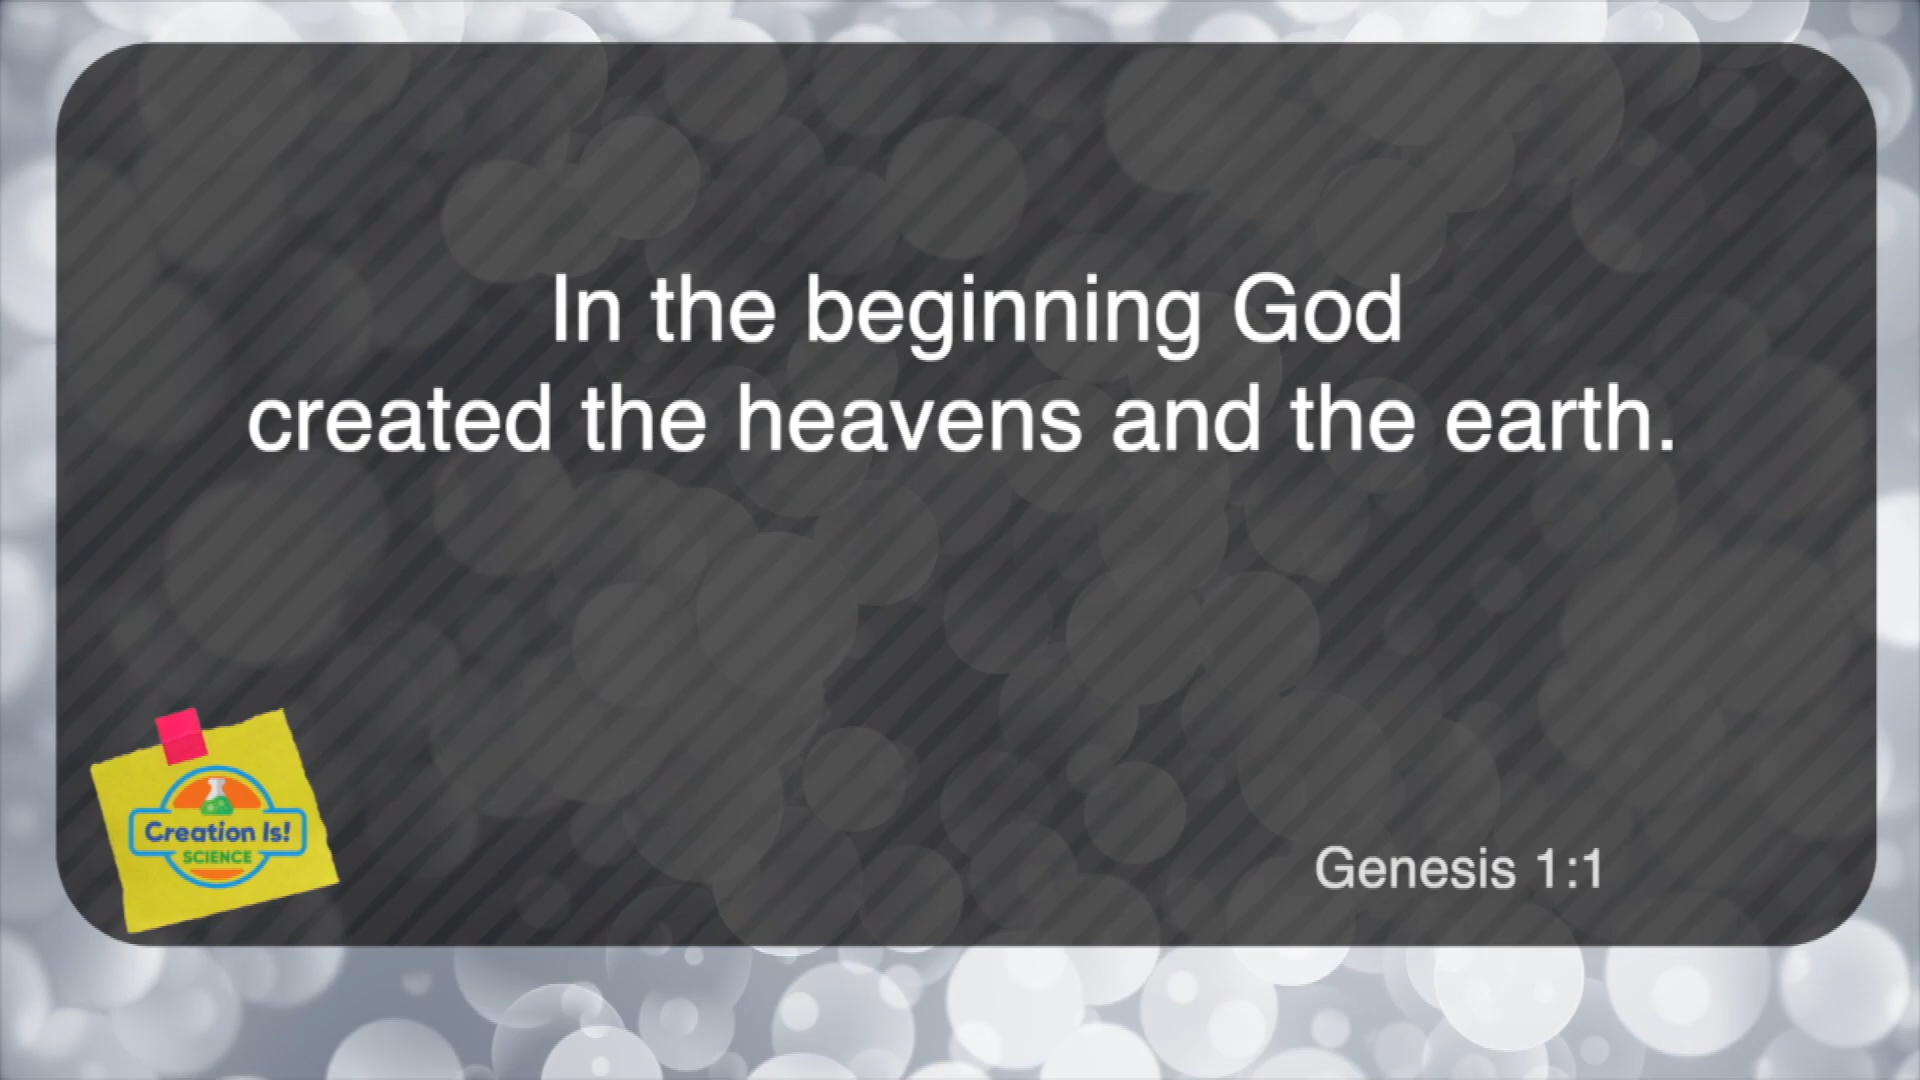 In the beginning God
created the heavens and the earth.
Creation Is!
SCIENCE
Genesis 1:1